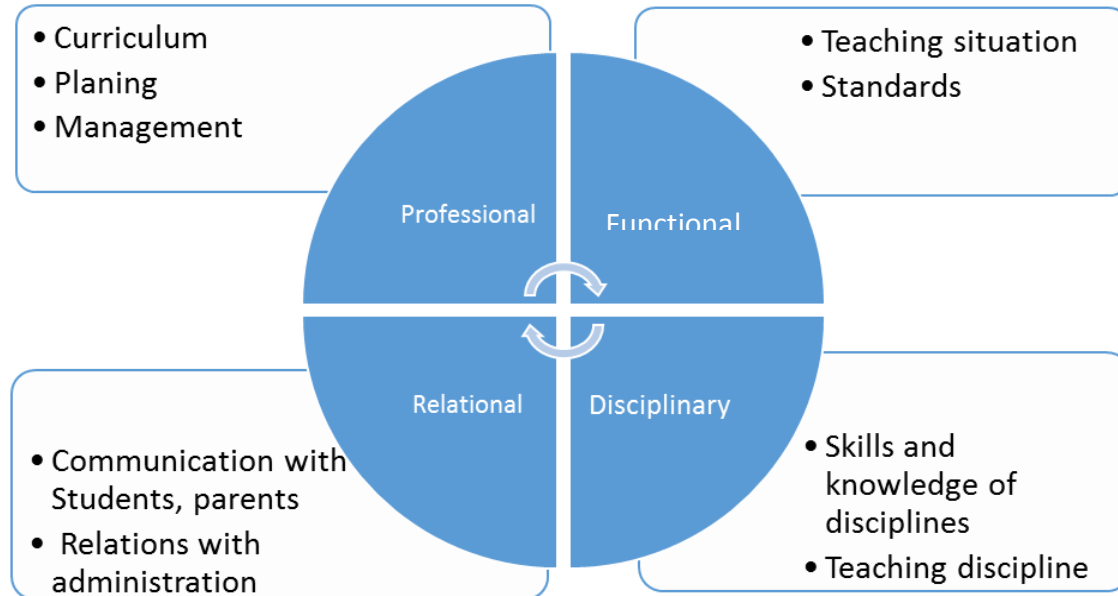 • Curriculum
• Planing
• Management
• Teaching situation
• Standards
Professional
Functional
Relational
Disciplinary
• Communication with
Students, parents
• Relations with
administration
• Skills and
knowledge of
disciplines
• Teaching discipline